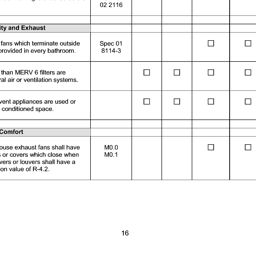 02 2116
ity and Exhaust
fans which terminate outside
provided in every bathroom.
Spec 01
8114-3
☐ ☐
than MERV 6 filters are
ral air or ventilation systems.
☐ ☐ ☐ ☐
vent appliances are used or
conditioned space.
☐ ☐ ☐ ☐
Comfort
ouse exhaust fans shall have
s or covers which close when
vers or louvers shall have a
on value of R-4.2.
M0.0
M0.1
☐ ☐
16